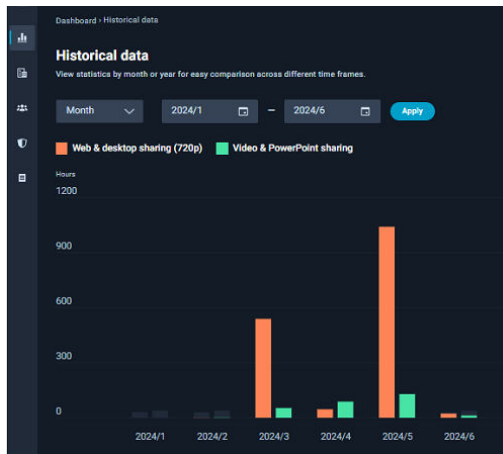 Dashboard › Historical data
Historical data
View statistics by month or year for easy comparison across different time frames.
Month 2024/1 – 2024/6 Apply
Web & desktop sharing (720p) Video & PowerPoint sharing
Hours
1200
900
600
300
0
2024/1 2024/2 2024/3 2024/4 2024/5 2024/6